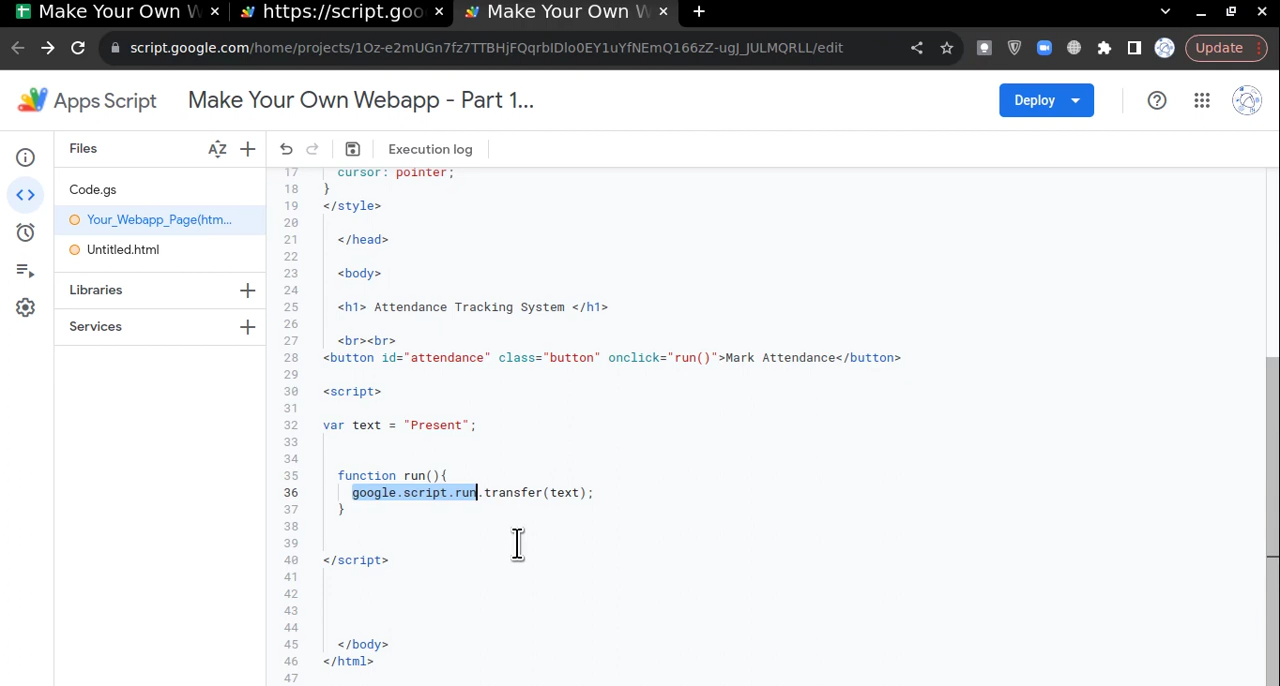 Make Your Own W
https://script.goo
Make Your Own W
script.google.com/home/projects/1Oz-e2mUGn7fz7TTBHjFQqrbIDlo0EY1uYfNEmQ166zZ-ugJ_JULMQRLL/edit
Update
Apps Script
Make Your Own Webapp - Part 1...
Deploy
Files
AZ
Execution log
Code.gs
Your_Webapp_Page(htm...
Untitled.html
Libraries
Services
17 cursor: pointer;
18 }
19 </style>
20
21 </head>
22
23 <body>
24
25 <h1> Attendance Tracking System </h1>
26
27 <br><br>
28 <button id="attendance" class="button" onclick="run()">Mark Attendance</button>
29
30 <script>
31
32 var text = "Present";
33
34
35 function run(){
36 google.script.run.transfer(text);
37 }
38
39
40 </script>
41
42
43
44
45 </body>
46 </html>
47